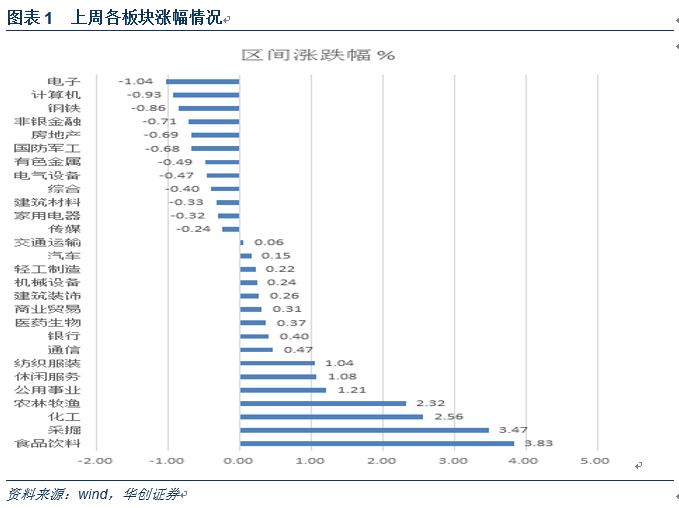 图表 1 上周各板块涨幅情况
区间涨跌幅 %
电子 -1.04
计算机 -0.93
钢铁 -0.86
非银金融 -0.71
房地产 -0.69
国防军工 -0.68
有色金属 -0.49
电气设备 -0.47
综合 -0.40
建筑材料 -0.33
家用电器 -0.32
传媒 -0.24
交通运输 0.06
汽车 0.15
轻工制造 0.22
机械设备 0.24
建筑装饰 0.26
商业贸易 0.31
医药生物 0.37
银行 0.40
通信 0.47
纺织服装 1.04
休闲服务 1.08
公用事业 1.21
农林牧渔 2.32
化工 2.56
采掘 3.47
食品饮料 3.83
-2.00 -1.00 0.00 1.00 2.00 3.00 4.00 5.00
资料来源：wind，华创证券